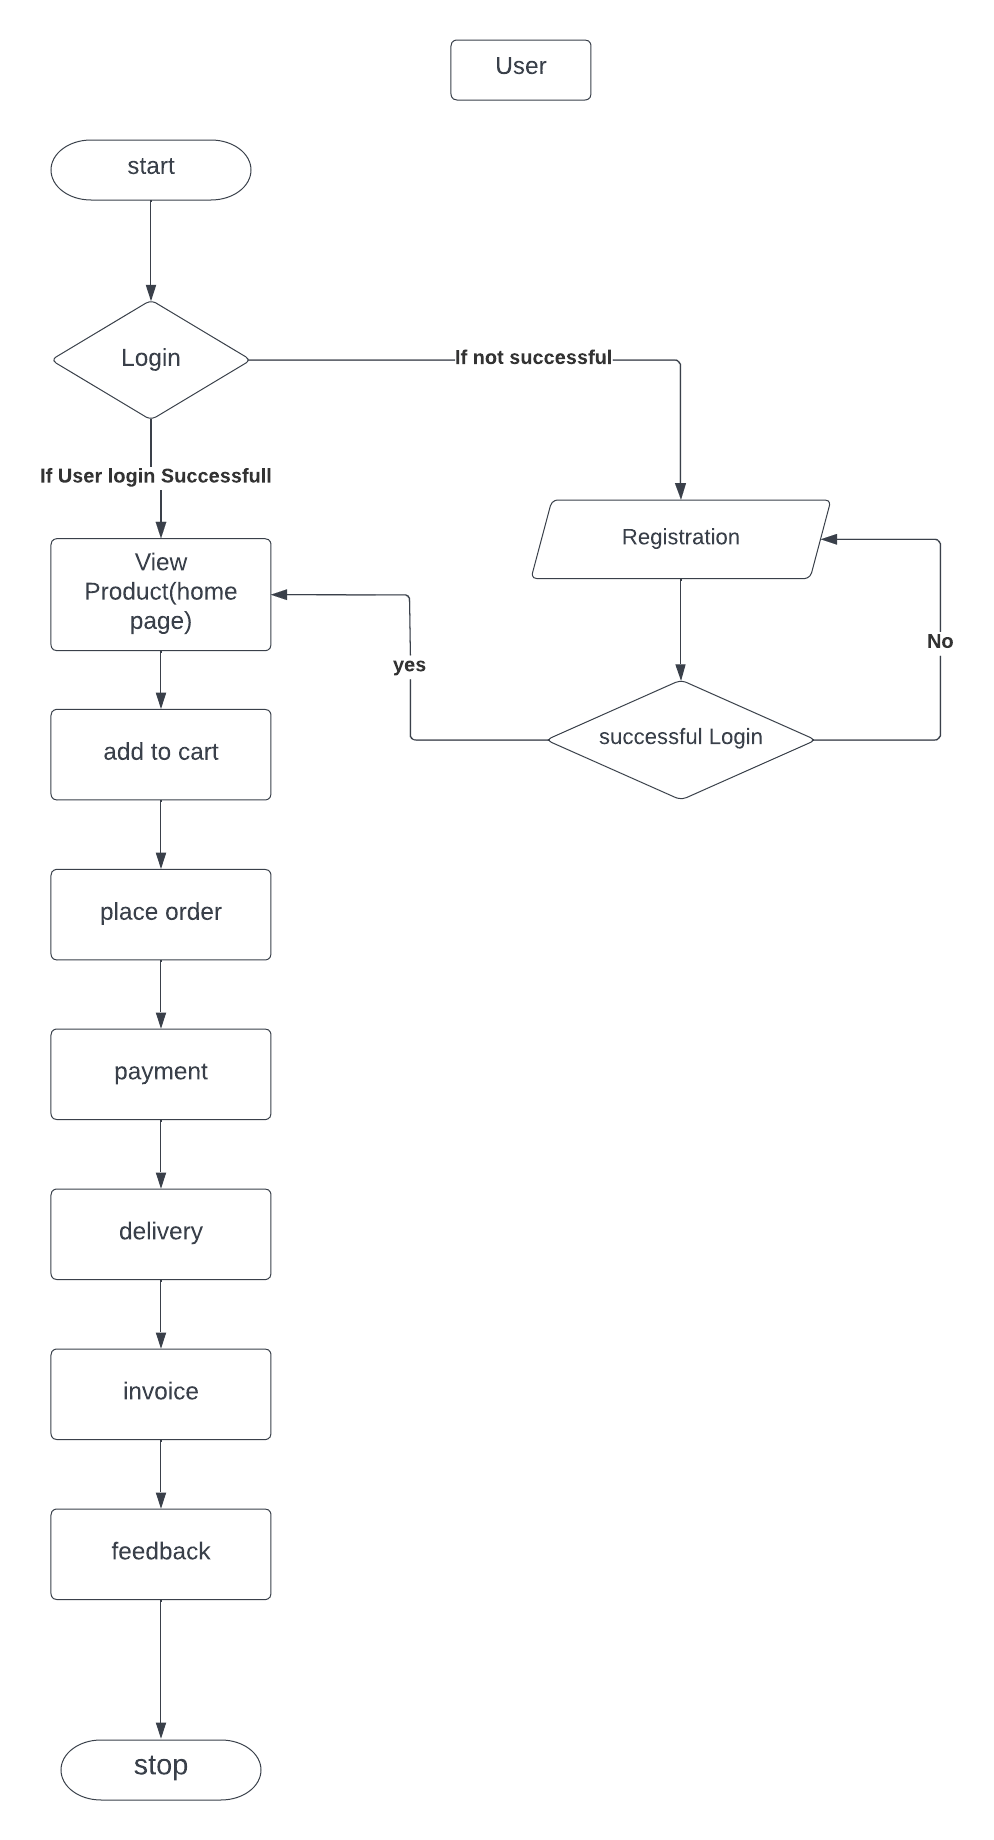 User
start
Login
If not successful
If User login Successfull
Registration
View
Product(home
page)
No
yes
successful Login
add to cart
place order
payment
delivery
invoice
feedback
stop